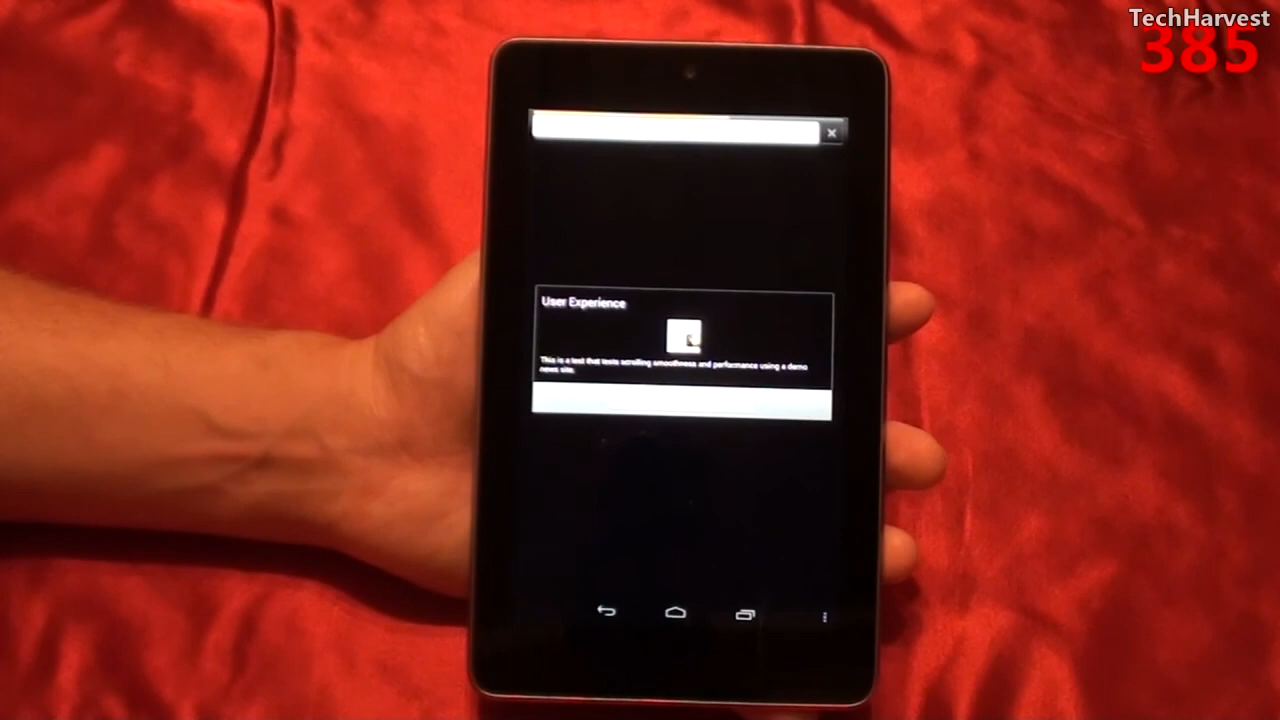 TechHarvest
385
User Experience
This is a test that tests scrolling smoothness and performance using a demo
news site.